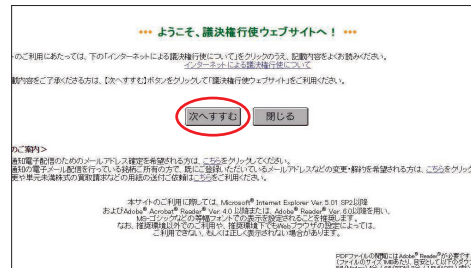 *** ようこそ、議決権行使ウェブサイトへ! ***
のご利用にあたっては、下の「インターネットによる議決権行使について」をクリックのうえ、記載内容をよくお読みください。
インターネットによる議決権行使について
載内容をご了承くださる方は、【次へすすむ】ボタンをクリックして「議決権行使ウェブサイト」をご利用ください。
次へすすむ 閉じる
のご案内>
通知電子配信のためのメールアドレス確定を希望される方は、こちらをクリックしてください。
通知の電子メール配信を行っている銘柄ご所有の方で、既にご登録いただいているメールアドレスなどの変更・解約を希望される方は、こちらをクリック
更や単元未満株式の買取請求などの用紙の送付ご依頼はこちらをご利用ください。
本サイトのご利用に際しては、Microsoft® Internet Explorer Ver. 5.01 SP2以降
およびAdobe® Acrobat® Reader® Ver. 4.0 以降または、Adobe® Reader® Ver. 6.0以降を用い、
MS-ゴシックなどの等幅フォントでの表示を設定されることを推奨します。
なお、推奨環境以外でのご利用や、推奨環境下でもWebブラウザの設定によっては、
ご利用できない、もしくは正しく表示されない場合があります。
PDFファイルの閲覧にはAdobe® Reader®が必要です